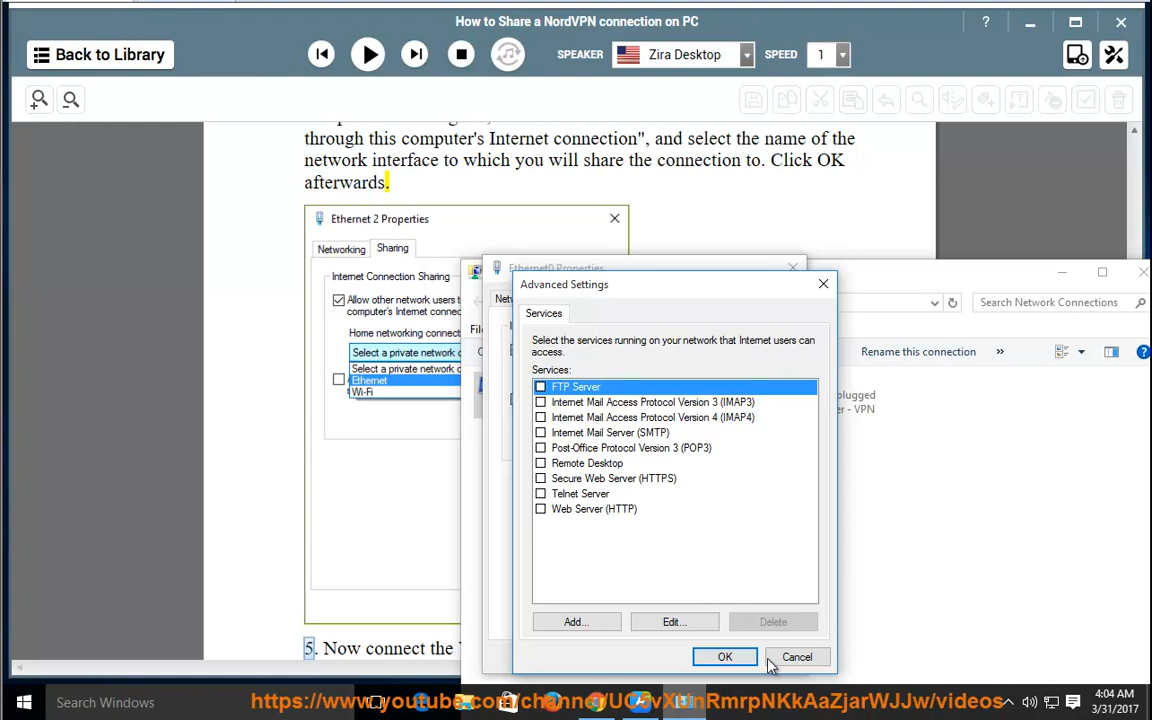 How to Share a NordVPN connection on PC
?
Back to Library
SPEAKER
Zira Desktop
SPEED
1
through this computer's Internet connection", and select the name of the
network interface to which you will share the connection to. Click OK
afterwards.
Ethernet 2 Properties
Networking
Sharing
Internet Connection Sharing
Allow other network users t
computer's Internet connec
Home networking connect
Select a private network c
Select a private network c
Ethernet
Wi-Fi
5. Now connect the
Ethernet0 Properties
Advanced Settings
Services
Select the services running on your network that Internet users can
access.
Services:
FTP Server
Internet Mail Access Protocol Version 3 (IMAP3)
Internet Mail Access Protocol Version 4 (IMAP4)
Internet Mail Server (SMTP)
Post-Office Protocol Version 3 (POP3)
Remote Desktop
Secure Web Server (HTTPS)
Telnet Server
Web Server (HTTP)
Add...
Edit...
Delete
OK
Cancel
Search Network Connections
Rename this connection
»
?
plugged
er - VPN
Search Windows
4:04 AM
3/31/2017